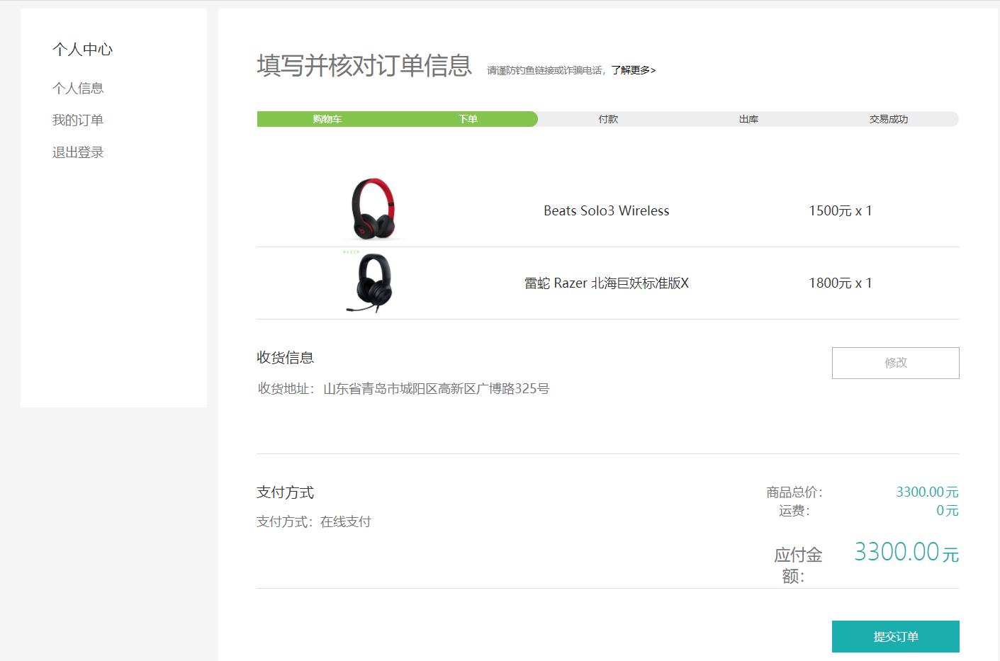 个人中心
个人信息
我的订单
退出登录
填写并核对订单信息 请谨防钓鱼链接或诈骗电话，了解更多>
购物车 下单 付款 出库 交易成功
Beats Solo3 Wireless 1500元 x 1
RAZER
雷蛇 Razer 北海巨妖标准版X 1800元 x 1
收货信息 修改
收货地址：山东省青岛市城阳区高新区广博路325号
支付方式
支付方式：在线支付
商品总价： 3300.00元
运费： 0元
应付金 3300.00元
额：
提交订单